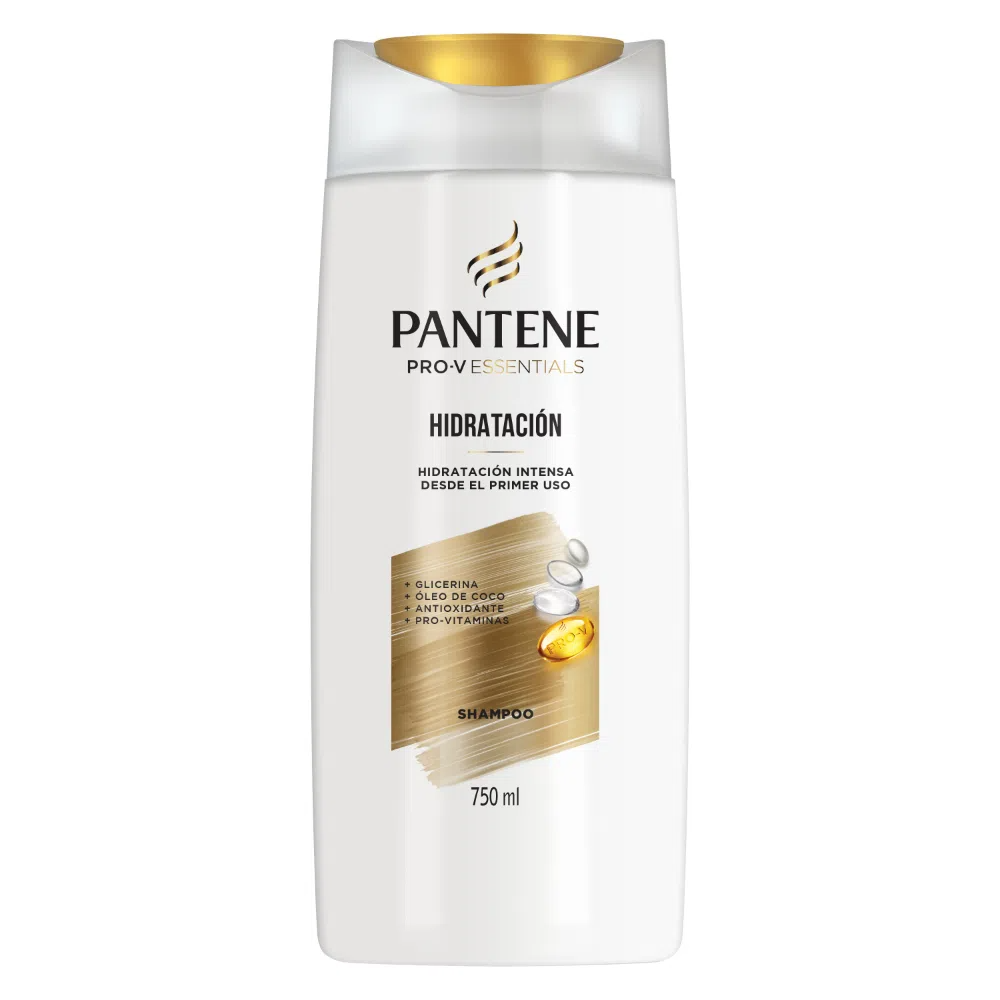 PANTENE
PRO-V ESSENTIALS
HIDRATACIÓN
HIDRATACIÓN INTENSA
DESDE EL PRIMER USO
+ GLICERINA
+ ÓLEO DE COCO
+ ANTIOXIDANTE
+ PRO-VITAMINAS
PRO-V
SHAMPOO
750 ml